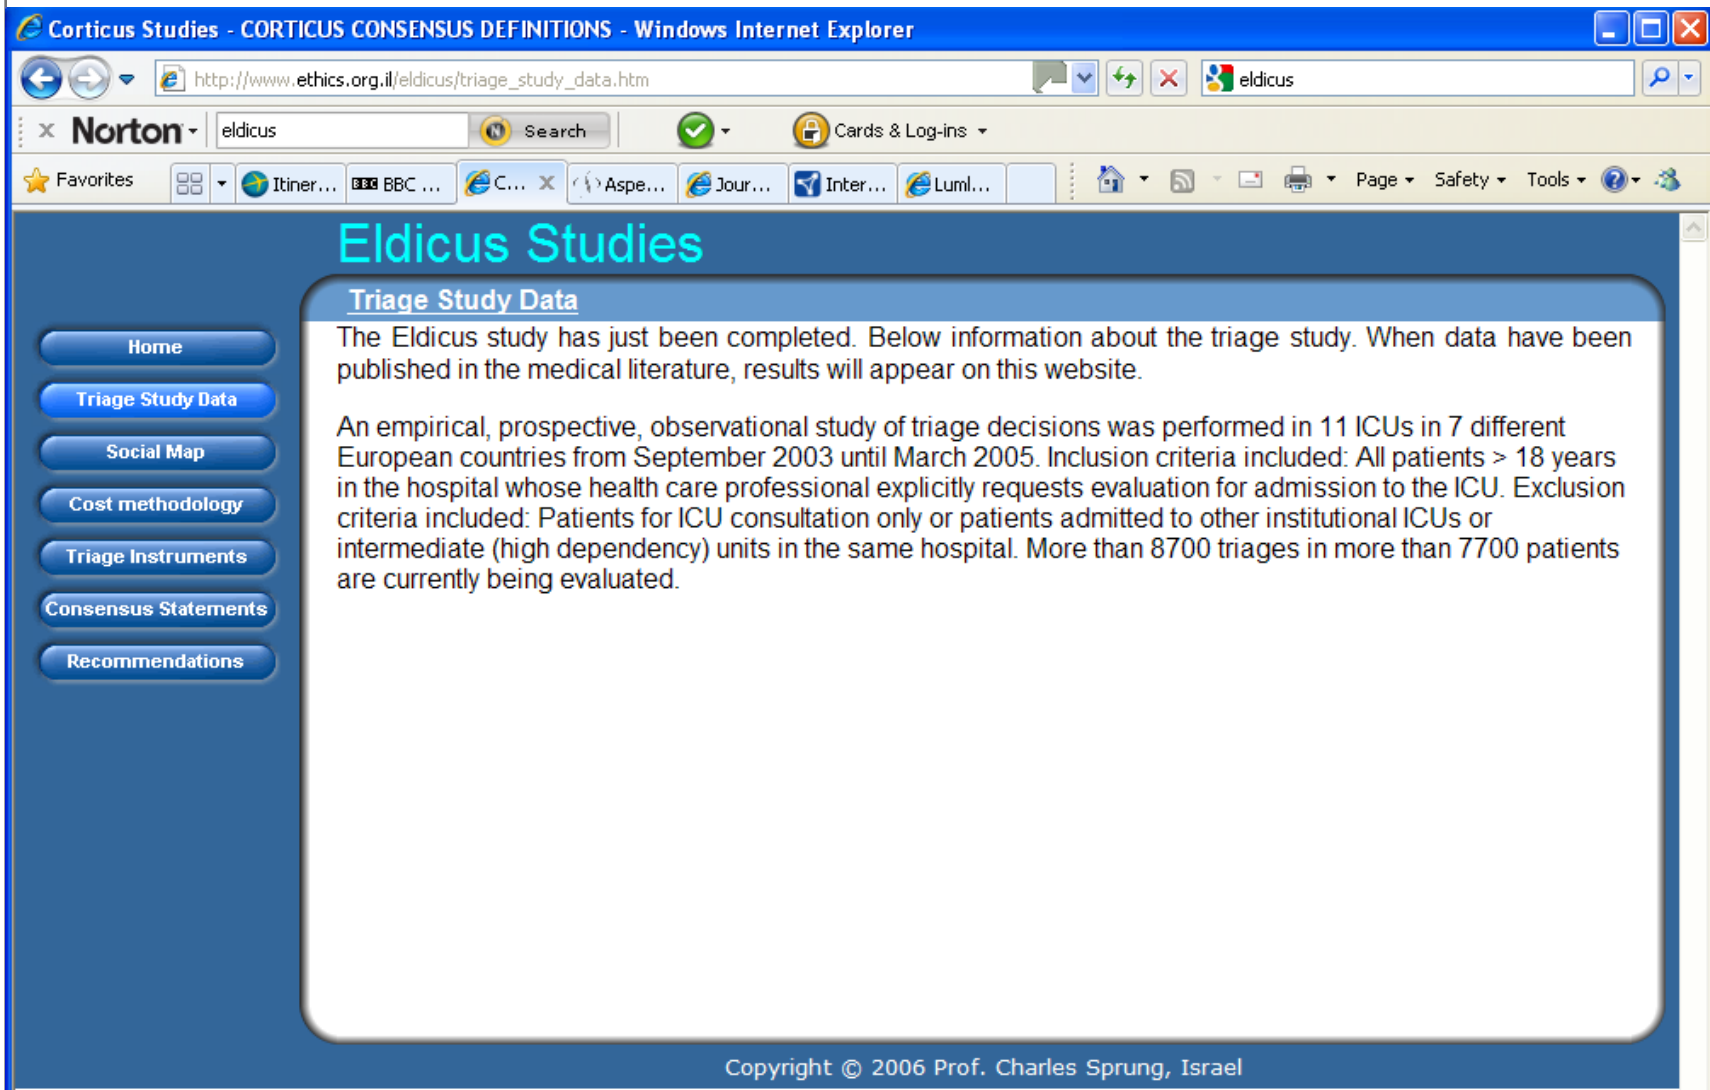 Corticus Studies - CORTICUS CONSENSUS DEFINITIONS - Windows Internet Explorer
http://www.ethics.org.il/eldicus/triage_study_data.htm
eldicus
Norton
eldicus
Search
Cards & Log-ins
Favorites
Itiner...
BBC BBC ...
C...
Aspe...
Jour...
Inter...
Luml...
Page
Safety
Tools
Eldicus Studies
Triage Study Data
Home
Triage Study Data
Social Map
Cost methodology
Triage Instruments
Consensus Statements
Recommendations
The Eldicus study has just been completed. Below information about the triage study. When data have been
published in the medical literature, results will appear on this website.
An empirical, prospective, observational study of triage decisions was performed in 11 ICUs in 7 different
European countries from September 2003 until March 2005. Inclusion criteria included: All patients > 18 years
in the hospital whose health care professional explicitly requests evaluation for admission to the ICU. Exclusion
criteria included: Patients for ICU consultation only or patients admitted to other institutional ICUs or
intermediate (high dependency) units in the same hospital. More than 8700 triages in more than 7700 patients
are currently being evaluated.
Copyright © 2006 Prof. Charles Sprung, Israel